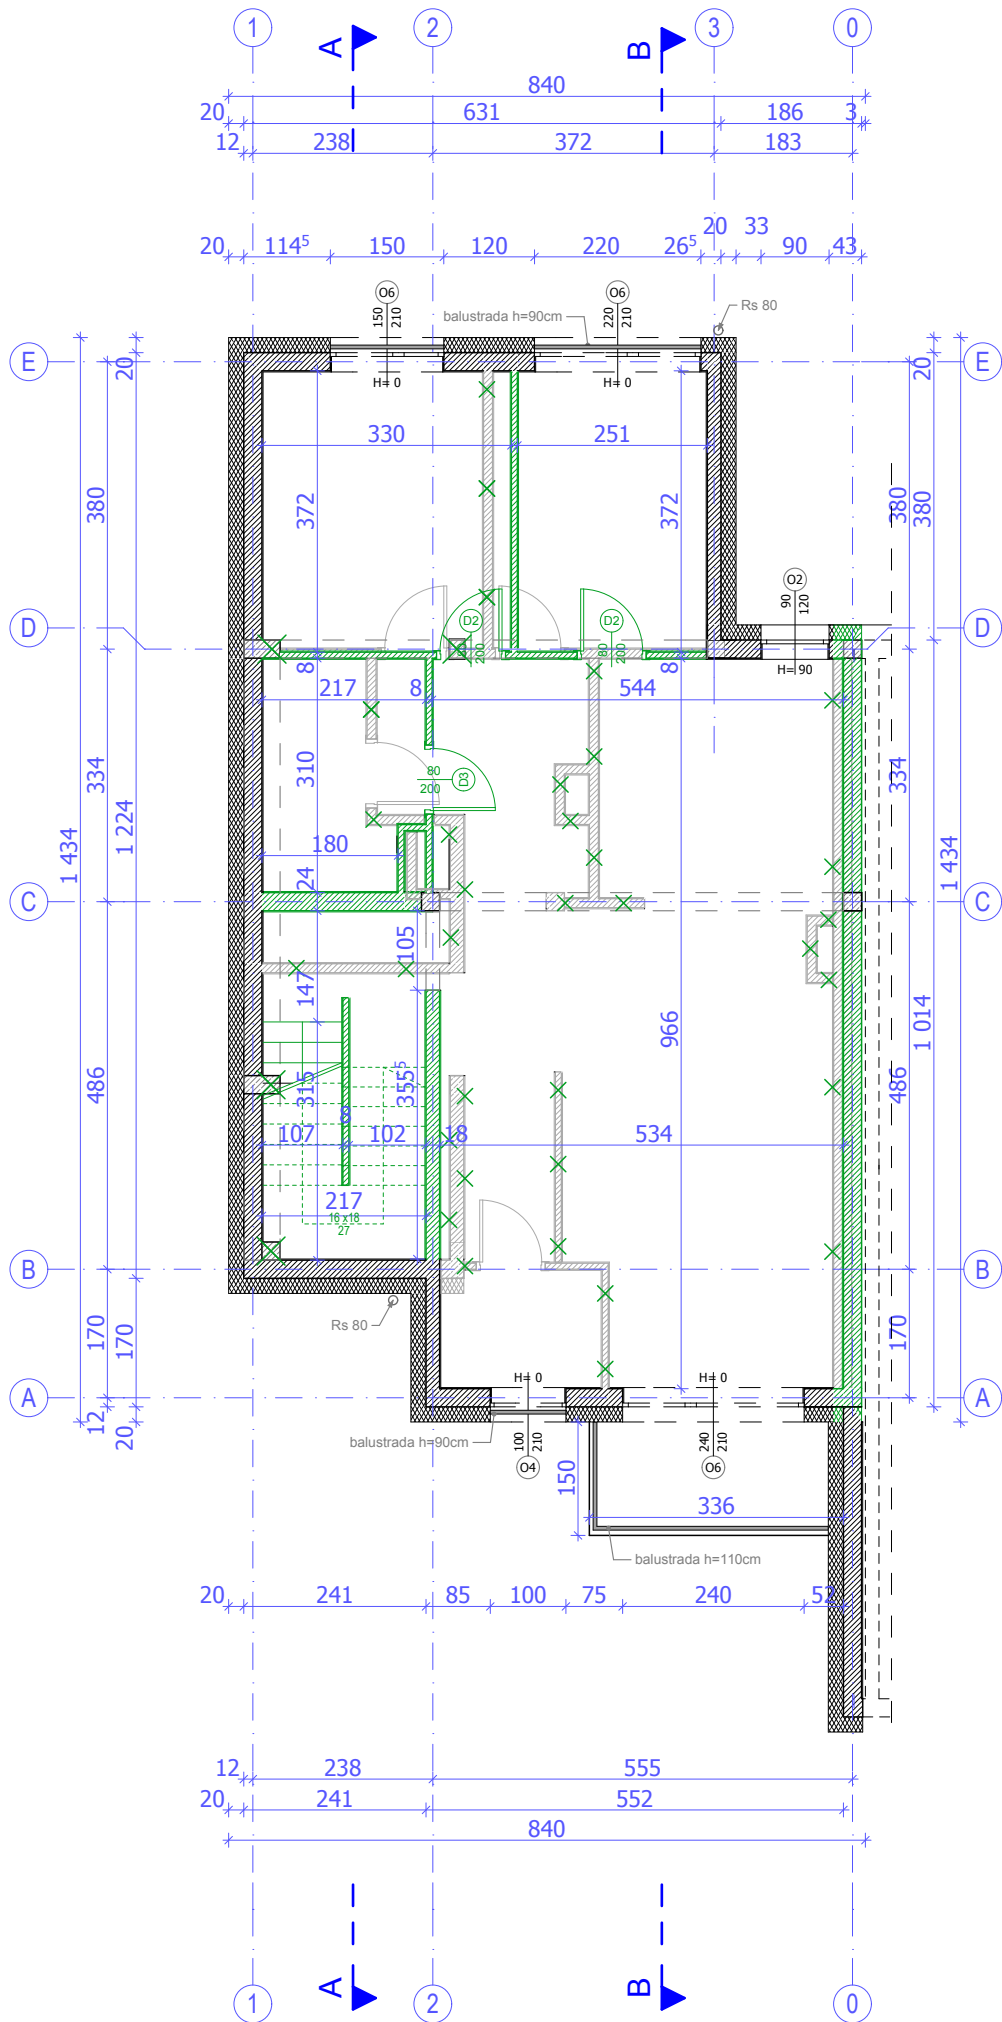 1 2 3 0
A B
840
20 631 186 3
12 238 372 183
20 33
20 114⁵ 150 120 220 26⁵ 90 43
O6 O6
150 210
220 210
balustrada h=90cm
Rs 80
E E
H= 0 H= 0
20 20
330 251
380 372 372 380 380
O2
90 120
D D
D2 D2
80 200
80 200
H= 90
8 8
217 8 544
334 1 224 310 334
80 D3
200
1 434 1 434
180
24
C C
105
147
966
1 014
486 315 355⁵ 486
8
107 102 18 534
217
16 x18
27
B B
Rs 80
170 170 170
H= 0 H= 0
A A
12 20
balustrada h=90cm
100 210
240 210
O4 O6
150
336
balustrada h=110cm
20 241 85 100 75 240 52
12 238 555
20 241 552
840
A B
1 2 0